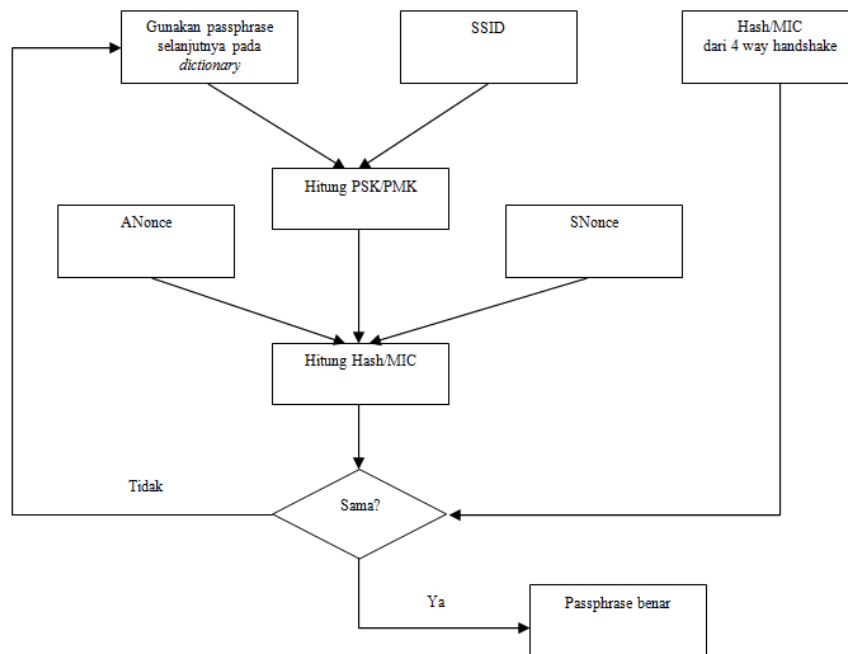 Gunakan passphrase
selanjutnya pada
dictionary
SSID
Hash/MIC
dari 4 way handshake
Hitung PSK/PMK
ANonce
SNonce
Hitung Hash/MIC
Tidak
Sama?
Ya
Passphrase benar